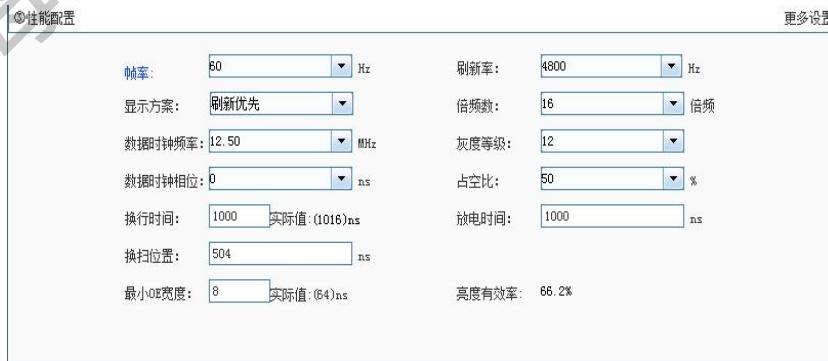 ⑤性能配置 更多设置
帧率: 60 Hz 刷新率: 4800 Hz
显示方案: 刷新优先 倍频数: 16 倍频
数据时钟频率: 12.50 MHz 灰度等级: 12
数据时钟相位: 0 ns 占空比: 50 %
换行时间: 1000 实际值:(1016)ns 放电时间: 1000 ns
换扫位置: 504 ns
最小OE宽度: 8 实际值:(64)ns 亮度有效率: 66.2%